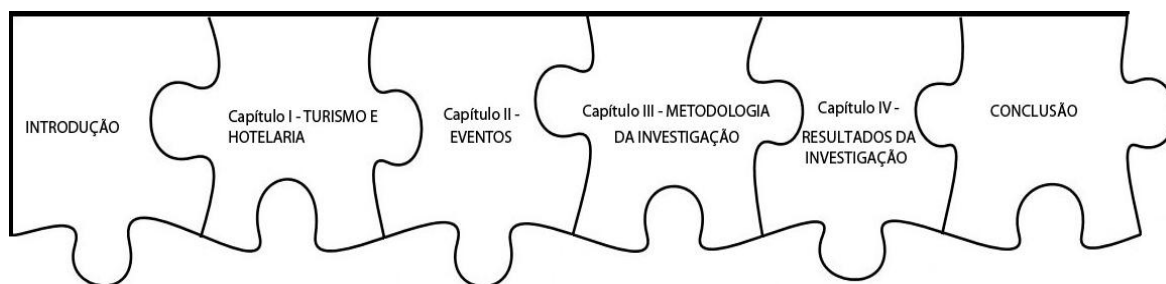 INTRODUÇÃO
Capítulo I - TURISMO E
HOTELARIA
Capítulo II -
EVENTOS
Capítulo III - METODOLOGIA
DA INVESTIGAÇÃO
Capítulo IV -
RESULTADOS DA
INVESTIGAÇÃO
CONCLUSÃO